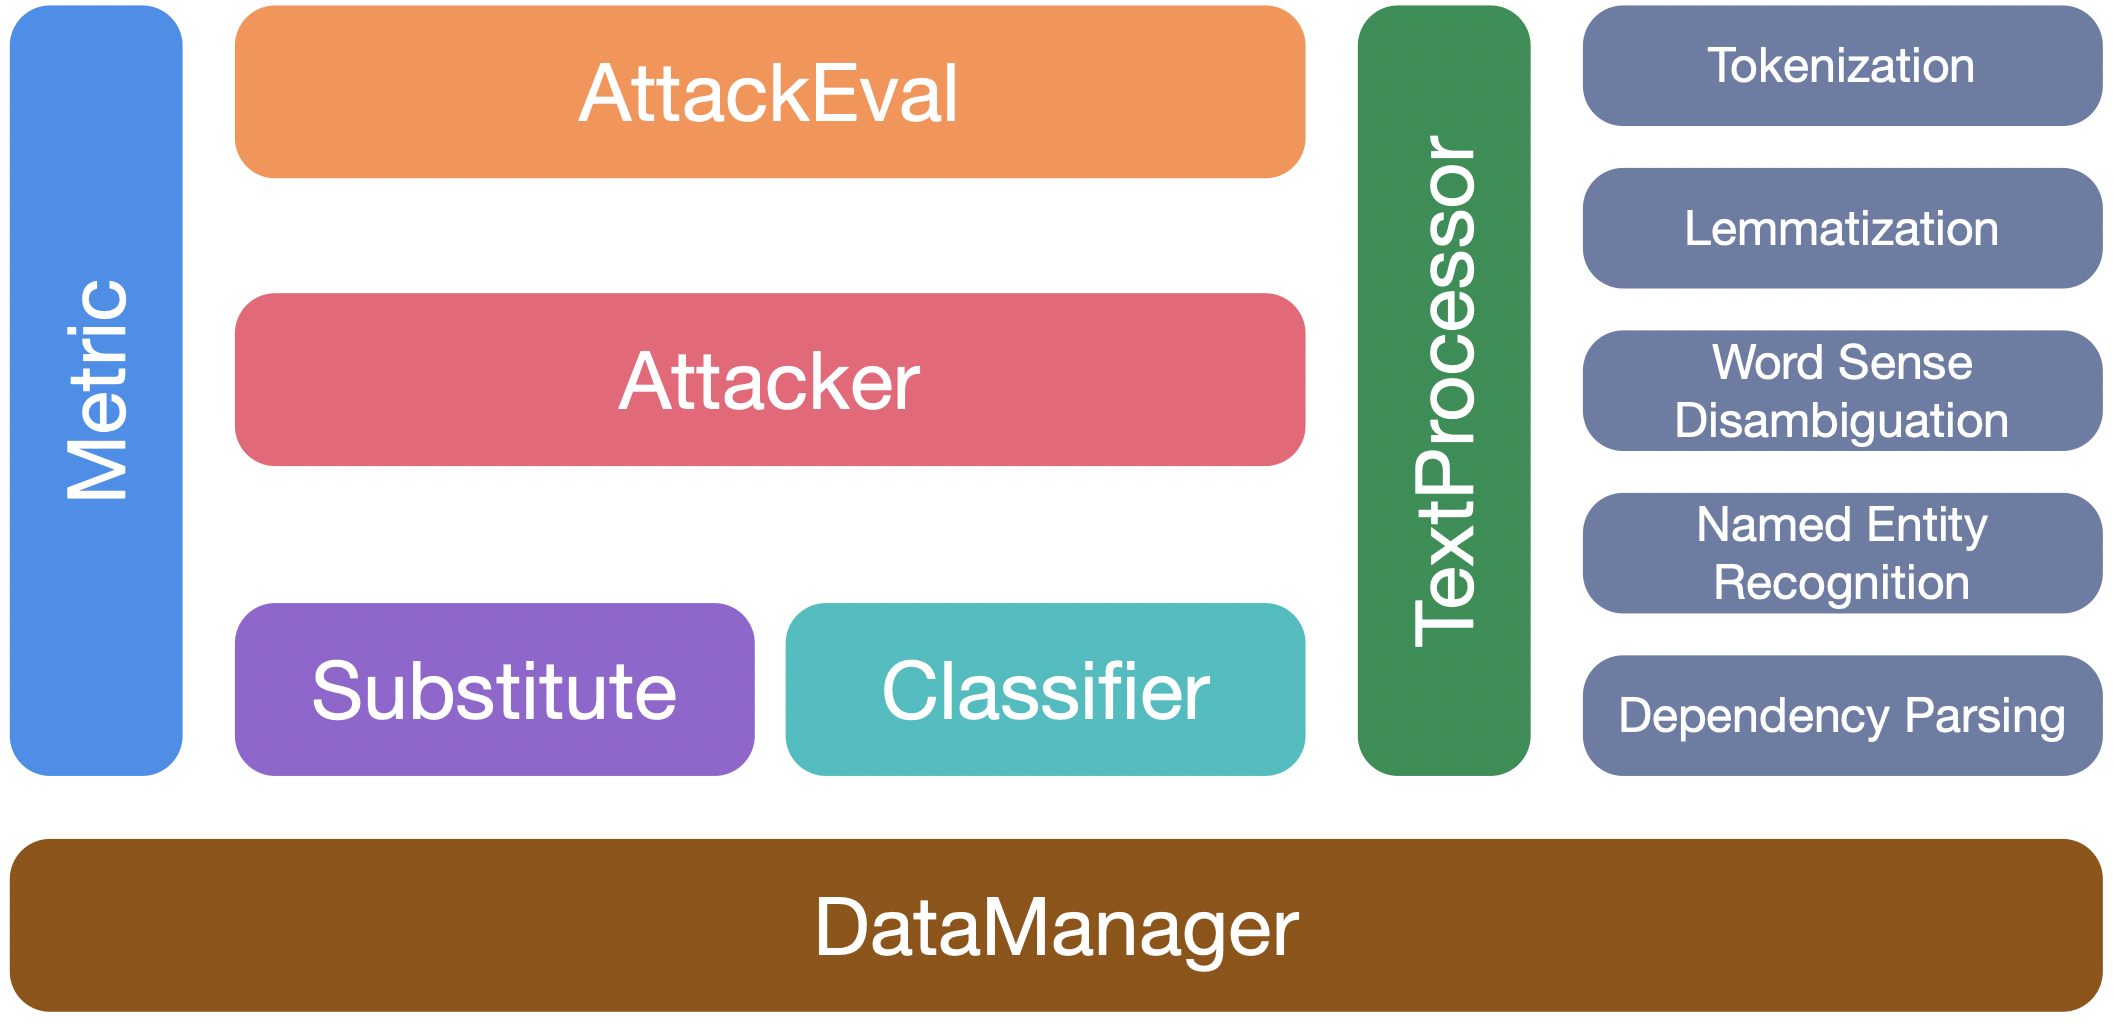 Metric
AttackEval
Attacker
Substitute
Classifier
TextProcessor
Tokenization
Lemmatization
Word Sense
Disambiguation
Named Entity
Recognition
Dependency Parsing
DataManager